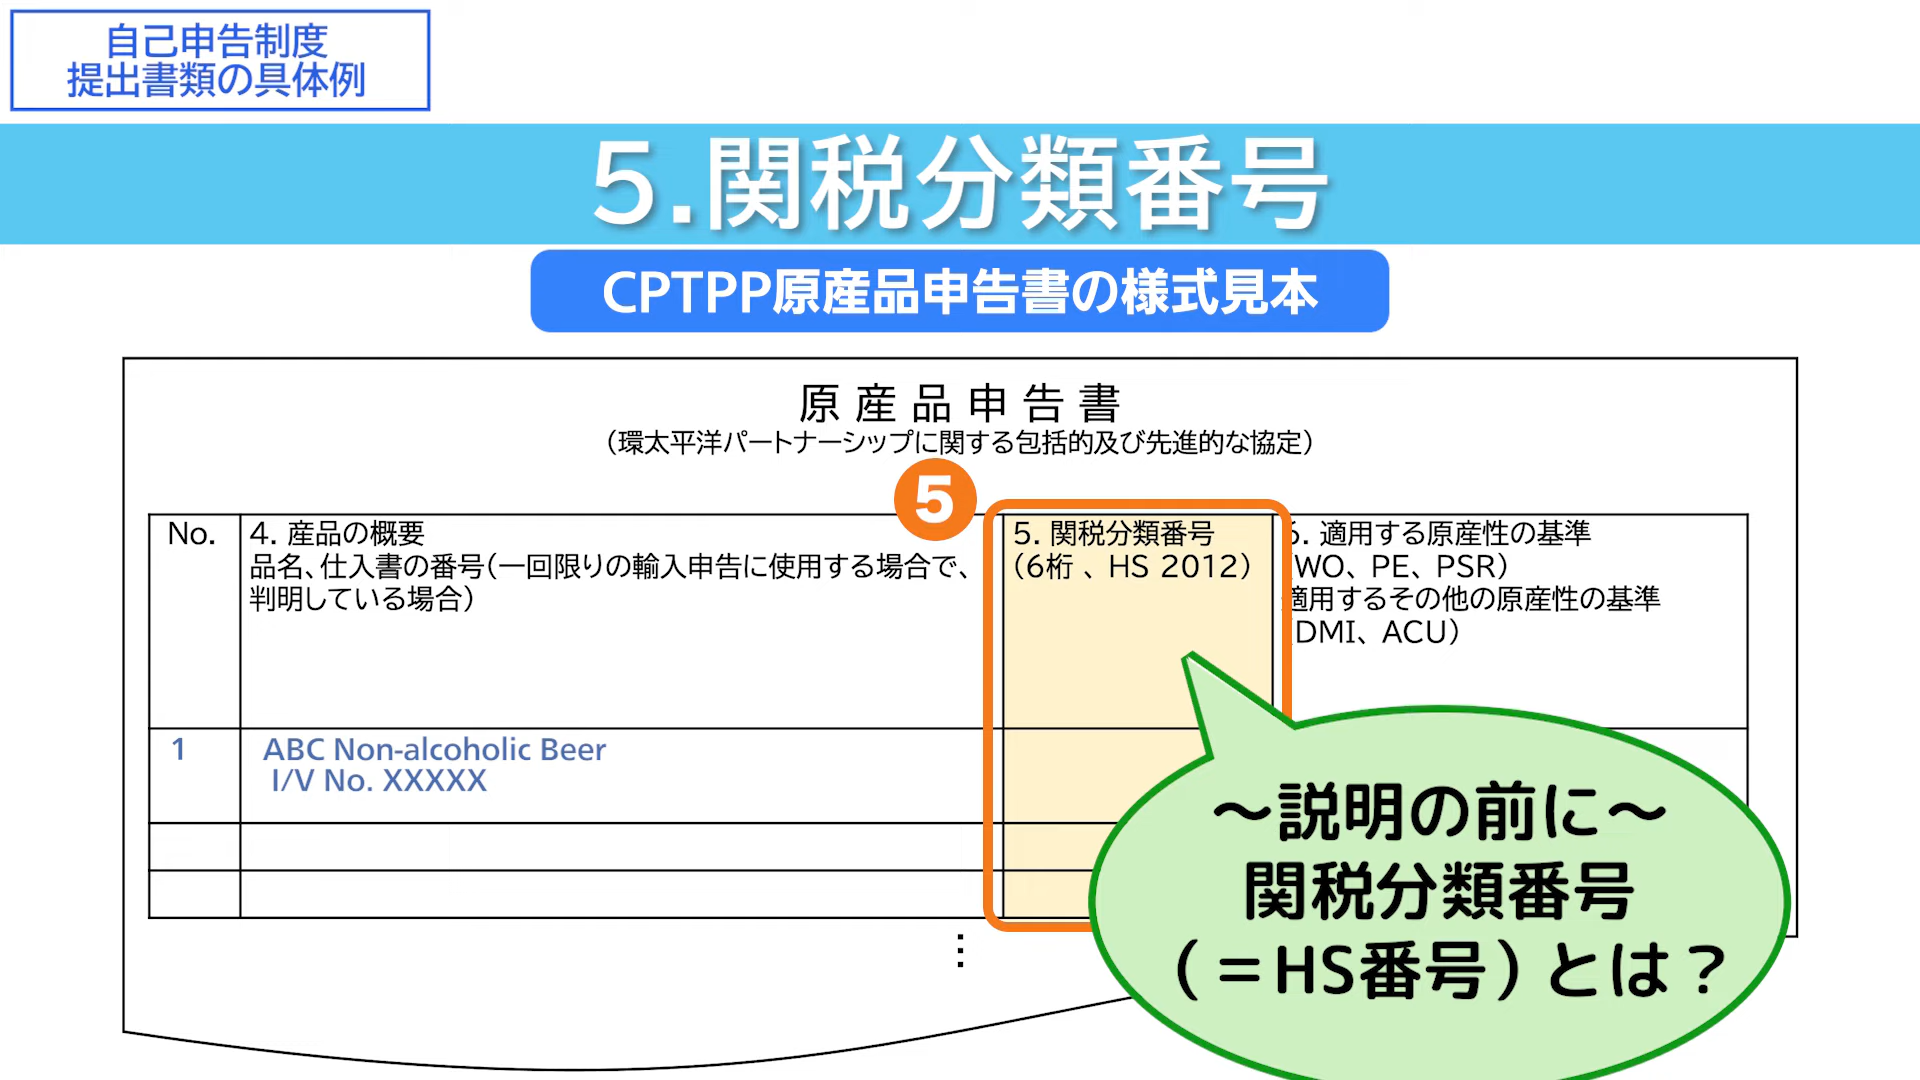 自己申告制度
提出書類の具体例
5.関税分類番号
CPTPP原産品申告書の様式見本
原産品申告書
（環太平洋パートナーシップに関する包括的及び先進的な協定）
5
No.
4. 産品の概要
品名、仕入書の番号（一回限りの輸入申告に使用する場合で、
判明している場合）
5. 関税分類番号
（6桁 、HS 2012）
6. 適用する原産性の基準
（WO、PE、PSR）
適用するその他の原産性の基準
（DMI、ACU）
1
ABC Non-alcoholic Beer
I/V No. XXXXX
～説明の前に～
関税分類番号
（＝HS番号）とは？
⋮